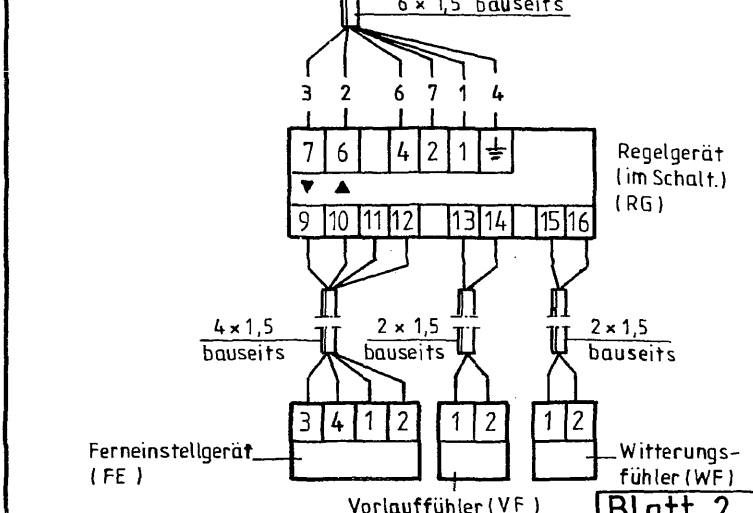 6 × 1,5 bauseits
3 2 6 7 1 4
7 6 4 2 1
Regelgerät
(im Schalt.)
(RG)
9 10 11 12 13 14 15 16
4 × 1,5
bauseits
2 × 1,5
bauseits
2 × 1,5
bauseits
3 4 1 2
1 2
1 2
Ferneinstellgerät
(FE)
Witterungs-
fühler (WF)
Vorlauffühler (VF)
Blatt 2